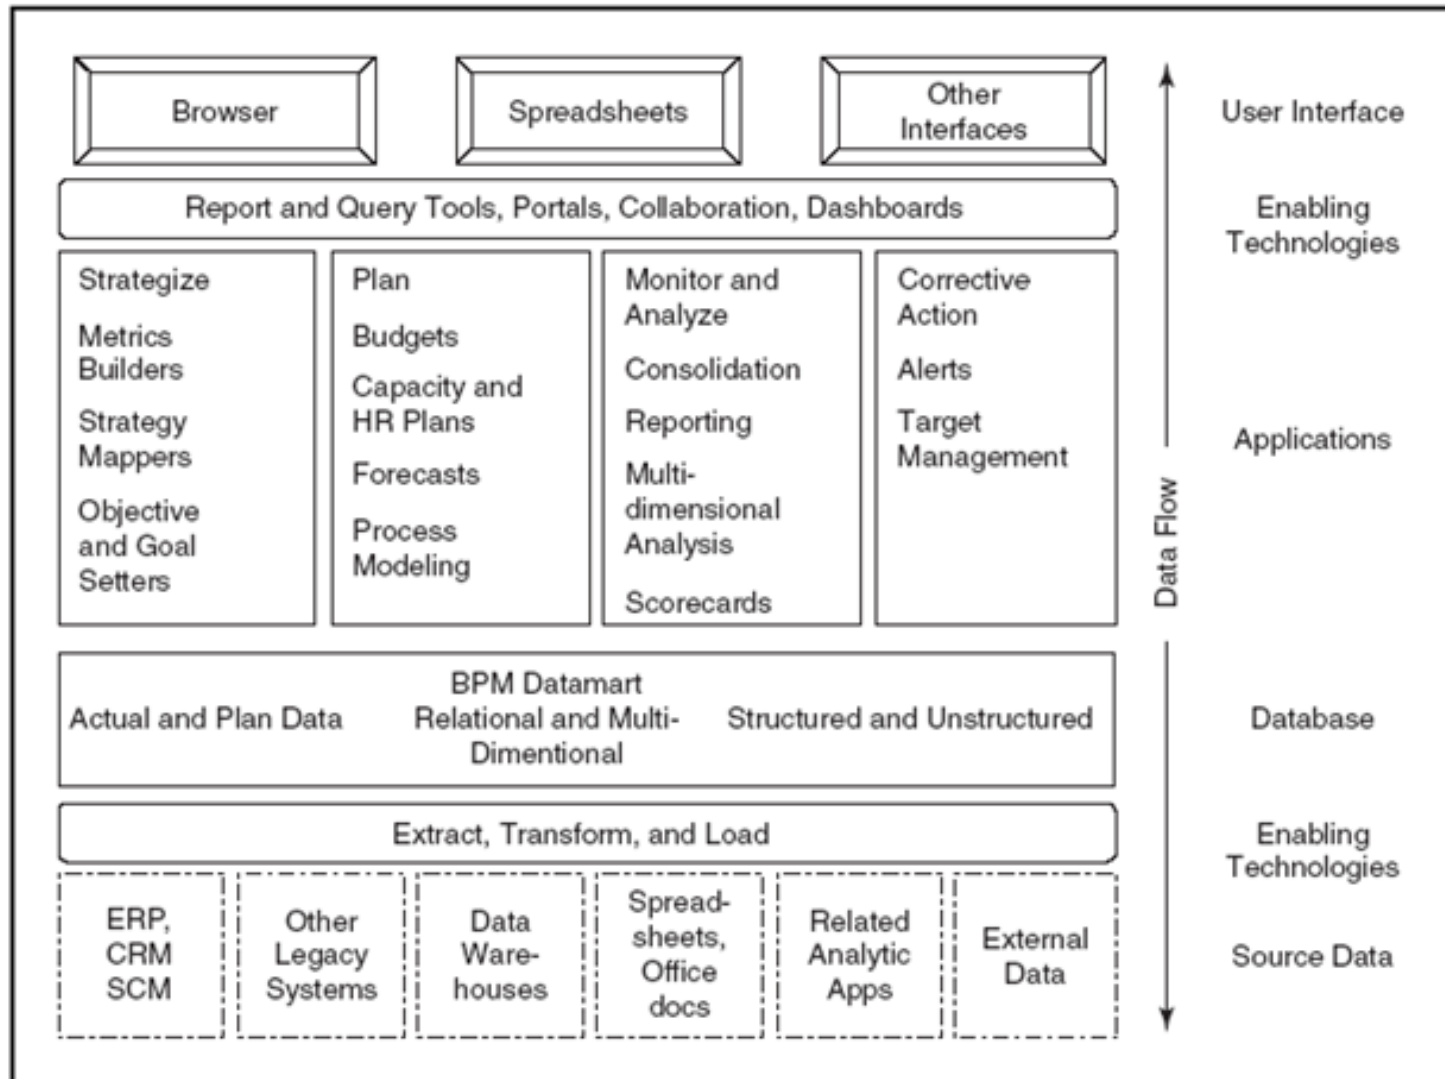 Browser
Spreadsheets
Other
Interfaces
User Interface
Report and Query Tools, Portals, Collaboration, Dashboards
Enabling
Technologies
Strategize
Metrics
Builders
Strategy
Mappers
Objective
and Goal
Setters
Plan
Budgets
Capacity and
HR Plans
Forecasts
Process
Modeling
Monitor and
Analyze
Consolidation
Reporting
Multi-
dimensional
Analysis
Scorecards
Corrective
Action
Alerts
Target
Management
Applications
Data Flow
BPM Datamart
Actual and Plan Data
Relational and Multi-
Dimentional
Structured and Unstructured
Database
Extract, Transform, and Load
Enabling
Technologies
ERP,
CRM
SCM
Other
Legacy
Systems
Data
Ware-
houses
Spread-
sheets,
Office
docs
Related
Analytic
Apps
External
Data
Source Data